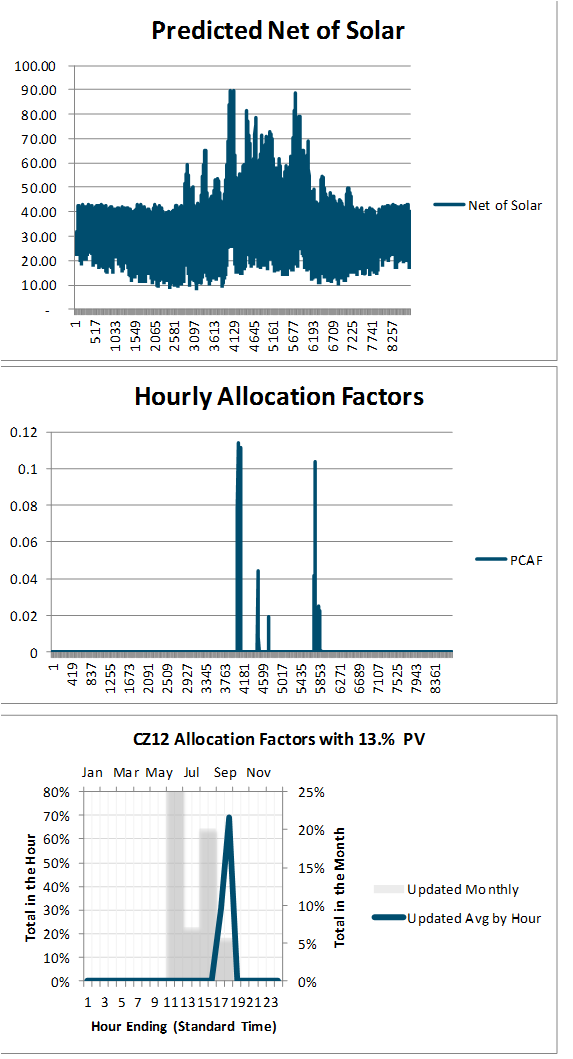 Predicted Net of Solar
100.00
90.00
80.00
70.00
60.00
50.00
40.00
30.00
20.00
10.00
-
Net of Solar
1 517 1033 1549 2065 2581 3097 3613 4129 4645 5161 5677 6193 6709 7225 7741 8257
Hourly Allocation Factors
0.12
0.1
0.08
0.06
0.04
0.02
0
PCAF
1 419 837 1255 1673 2091 2509 2927 3345 3763 4181 4599 5017 5435 5853 6271 6689 7107 7525 7943 8361
CZ12 Allocation Factors with 13.% PV
Jan Mar May Jul Sep Nov
80% 25%
70%
60% 20%
50% 15%
40%
30% 10%
20% 5%
10%
0% 0%
Total in the Hour
Total in the Month
Updated Monthly
Updated Avg by Hour
1 3 5 7 9 11 13 15 17 19 21 23
Hour Ending (Standard Time)